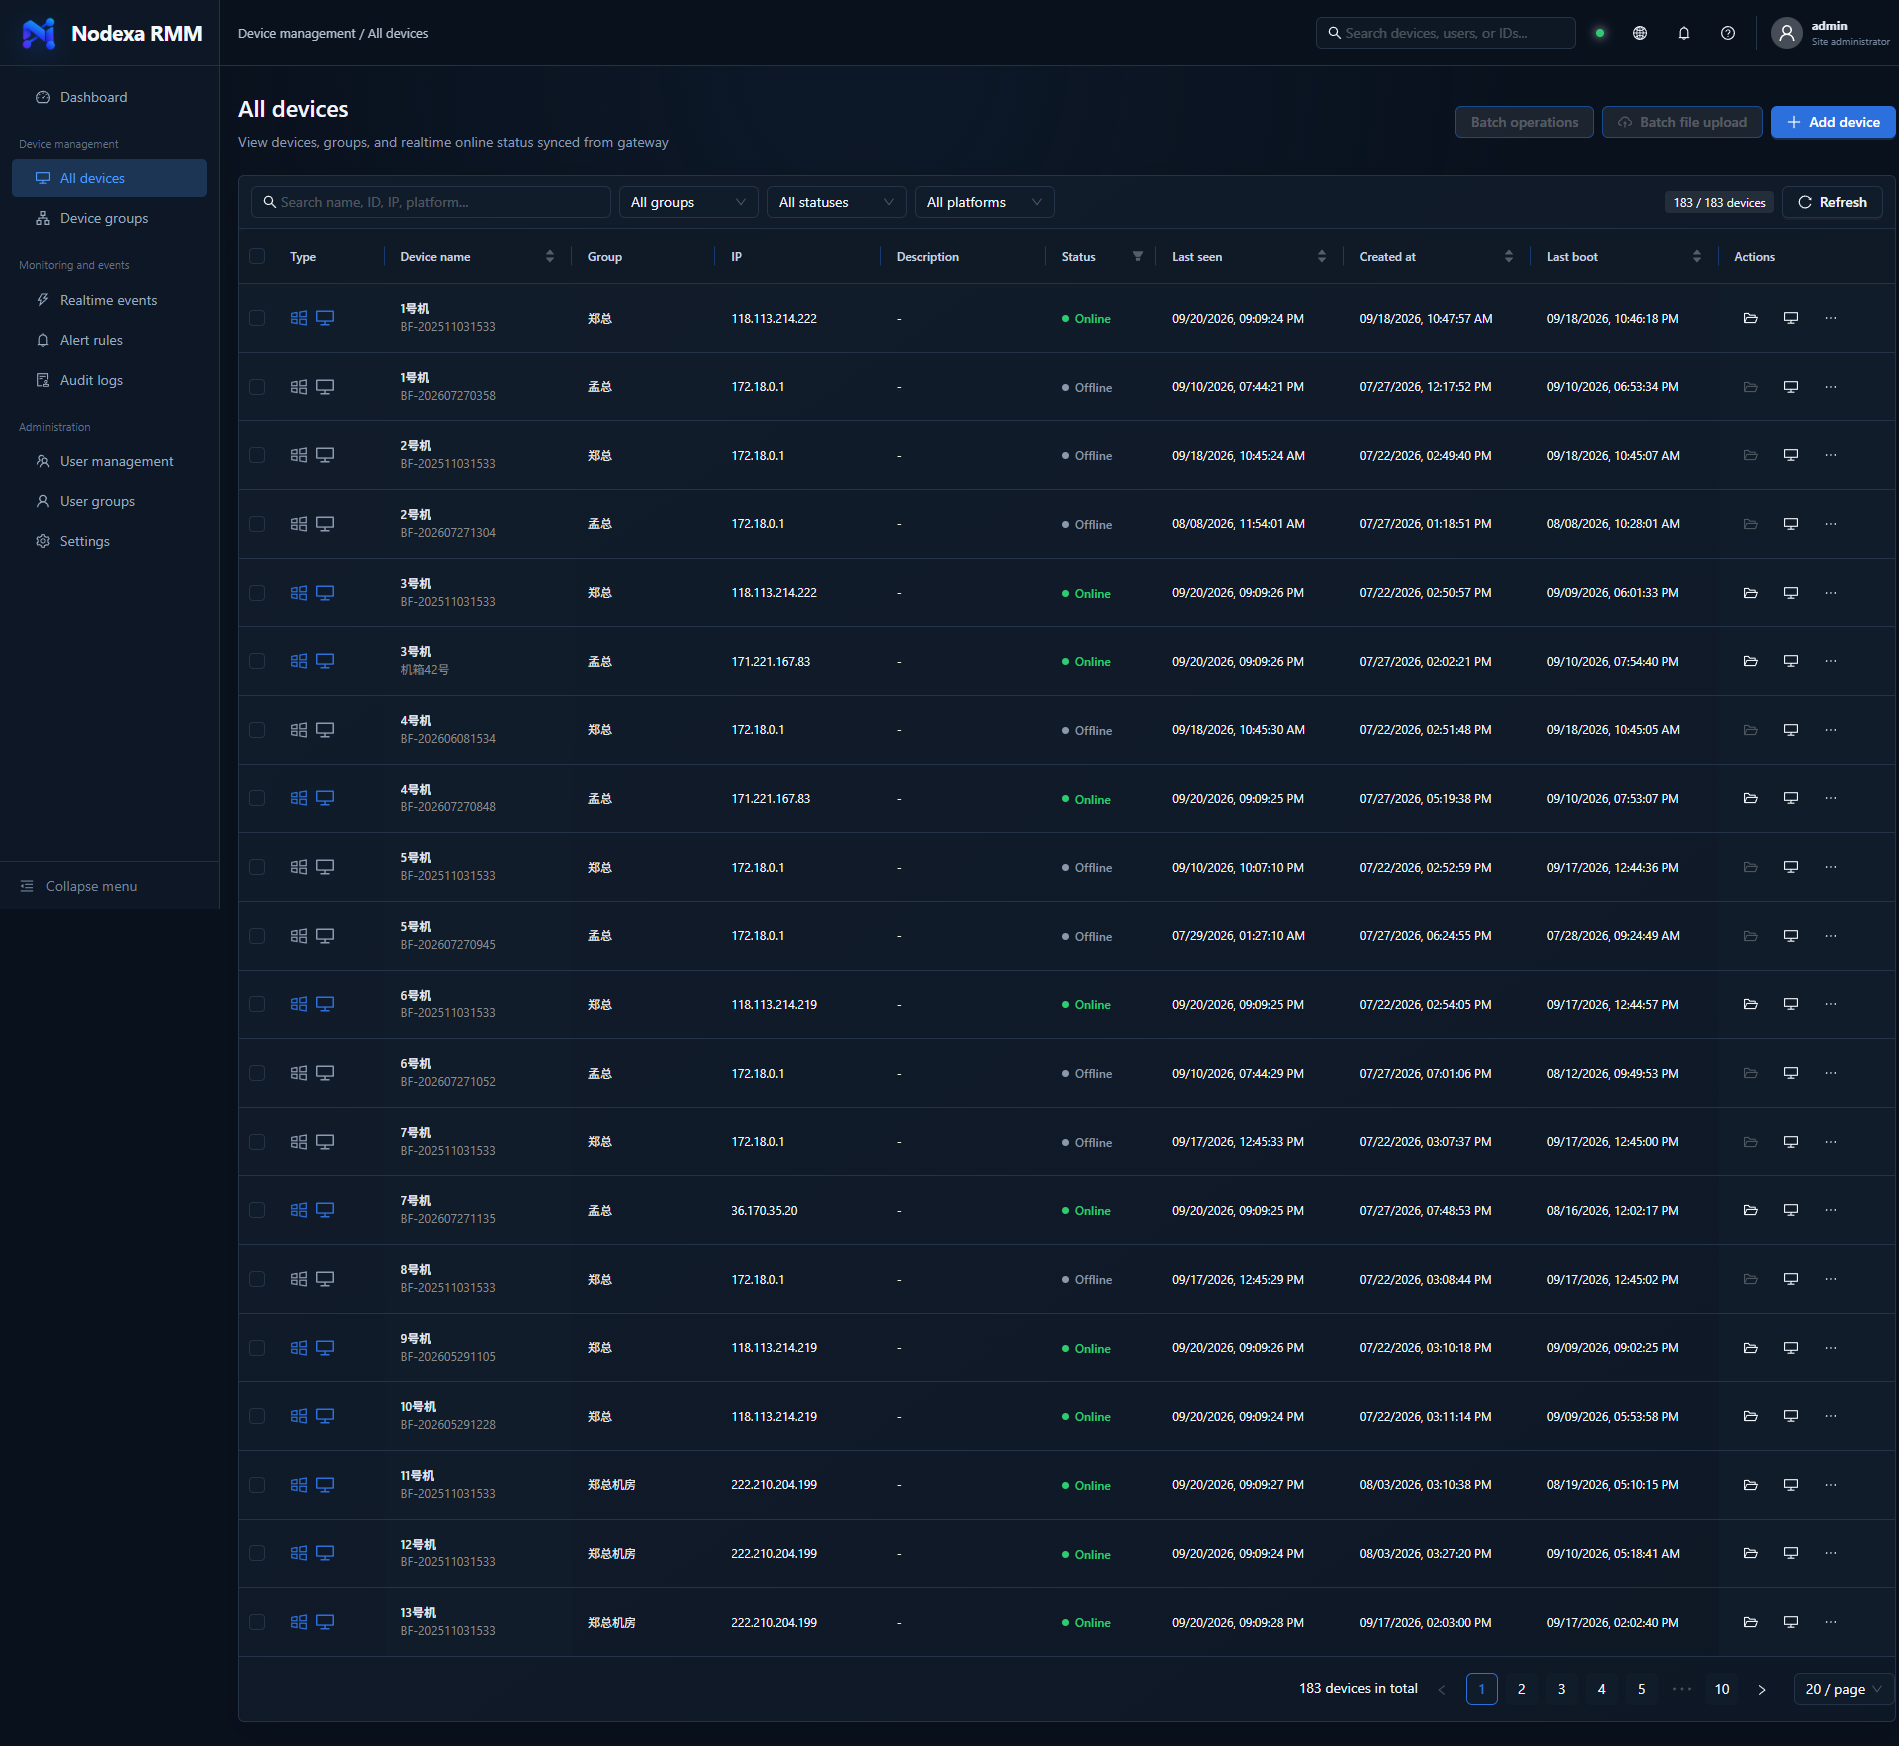 Nodexa RMM
Device management / All devices
Search devices, users, or IDs...
admin
Site administrator
Dashboard
Device management
All devices
Device groups
Monitoring and events
Realtime events
Alert rules
Audit logs
Administration
User management
User groups
Settings
Collapse menu
All devices
View devices, groups, and realtime online status synced from gateway
Batch operations
Batch file upload
Add device
Search name, ID, IP, platform...
All groups
All statuses
All platforms
183 / 183 devices
Refresh
Type Device name Group IP Description Status Last seen Created at Last boot Actions
1号机
BF-202511031533
郑总 118.113.214.222 - Online 09/20/2026, 09:09:24 PM 09/18/2026, 10:47:57 AM 09/18/2026, 10:46:18 PM
1号机
BF-202607270358
孟总 172.18.0.1 - Offline 09/10/2026, 07:44:21 PM 07/27/2026, 12:17:52 PM 09/10/2026, 06:53:34 PM
2号机
BF-202511031533
郑总 172.18.0.1 - Offline 09/18/2026, 10:45:24 AM 07/22/2026, 02:49:40 PM 09/18/2026, 10:45:07 AM
2号机
BF-202607271304
孟总 172.18.0.1 - Offline 08/08/2026, 11:54:01 AM 07/27/2026, 01:18:51 PM 08/08/2026, 10:28:01 AM
3号机
BF-202511031533
郑总 118.113.214.222 - Online 09/20/2026, 09:09:26 PM 07/22/2026, 02:50:57 PM 09/09/2026, 06:01:33 PM
3号机
机箱42号
孟总 171.221.167.83 - Online 09/20/2026, 09:09:26 PM 07/27/2026, 02:02:21 PM 09/10/2026, 07:54:40 PM
4号机
BF-202606081534
郑总 172.18.0.1 - Offline 09/18/2026, 10:45:30 AM 07/22/2026, 02:51:48 PM 09/18/2026, 10:45:05 AM
4号机
BF-202607270848
孟总 171.221.167.83 - Online 09/20/2026, 09:09:25 PM 07/27/2026, 05:19:38 PM 09/10/2026, 07:53:07 PM
5号机
BF-202511031533
郑总 172.18.0.1 - Offline 09/10/2026, 10:07:10 PM 07/22/2026, 02:52:59 PM 09/17/2026, 12:44:36 PM
5号机
BF-202607270945
孟总 172.18.0.1 - Offline 07/29/2026, 01:27:10 AM 07/27/2026, 06:24:55 PM 07/28/2026, 09:24:49 AM
6号机
BF-202511031533
郑总 118.113.214.219 - Online 09/20/2026, 09:09:25 PM 07/22/2026, 02:54:05 PM 09/17/2026, 12:44:57 PM
6号机
BF-202607271052
孟总 172.18.0.1 - Offline 09/10/2026, 07:44:29 PM 07/27/2026, 07:01:06 PM 08/12/2026, 09:49:53 PM
7号机
BF-202511031533
郑总 172.18.0.1 - Offline 09/17/2026, 12:45:33 PM 07/22/2026, 03:07:37 PM 09/17/2026, 12:45:00 PM
7号机
BF-202607271135
孟总 36.170.35.20 - Online 09/20/2026, 09:09:25 PM 07/27/2026, 07:48:53 PM 08/16/2026, 12:02:17 PM
8号机
BF-202511031533
郑总 172.18.0.1 - Offline 09/17/2026, 12:45:29 PM 07/22/2026, 03:08:44 PM 09/17/2026, 12:45:02 PM
9号机
BF-202605291105
郑总 118.113.214.219 - Online 09/20/2026, 09:09:26 PM 07/22/2026, 03:10:18 PM 09/09/2026, 09:02:25 PM
10号机
BF-202605291228
郑总 118.113.214.219 - Online 09/20/2026, 09:09:24 PM 07/22/2026, 03:11:14 PM 09/09/2026, 05:53:58 PM
11号机
BF-202511031533
郑总机房 222.210.204.199 - Online 09/20/2026, 09:09:27 PM 08/03/2026, 03:10:38 PM 08/19/2026, 05:10:15 PM
12号机
BF-202511031533
郑总机房 222.210.204.199 - Online 09/20/2026, 09:09:24 PM 08/03/2026, 03:27:20 PM 09/10/2026, 05:18:41 AM
13号机
BF-202511031533
郑总机房 222.210.204.199 - Online 09/20/2026, 09:09:28 PM 09/17/2026, 02:03:00 PM 09/17/2026, 02:02:40 PM
183 devices in total 1 2 3 4 5 ••• 10 20 / page